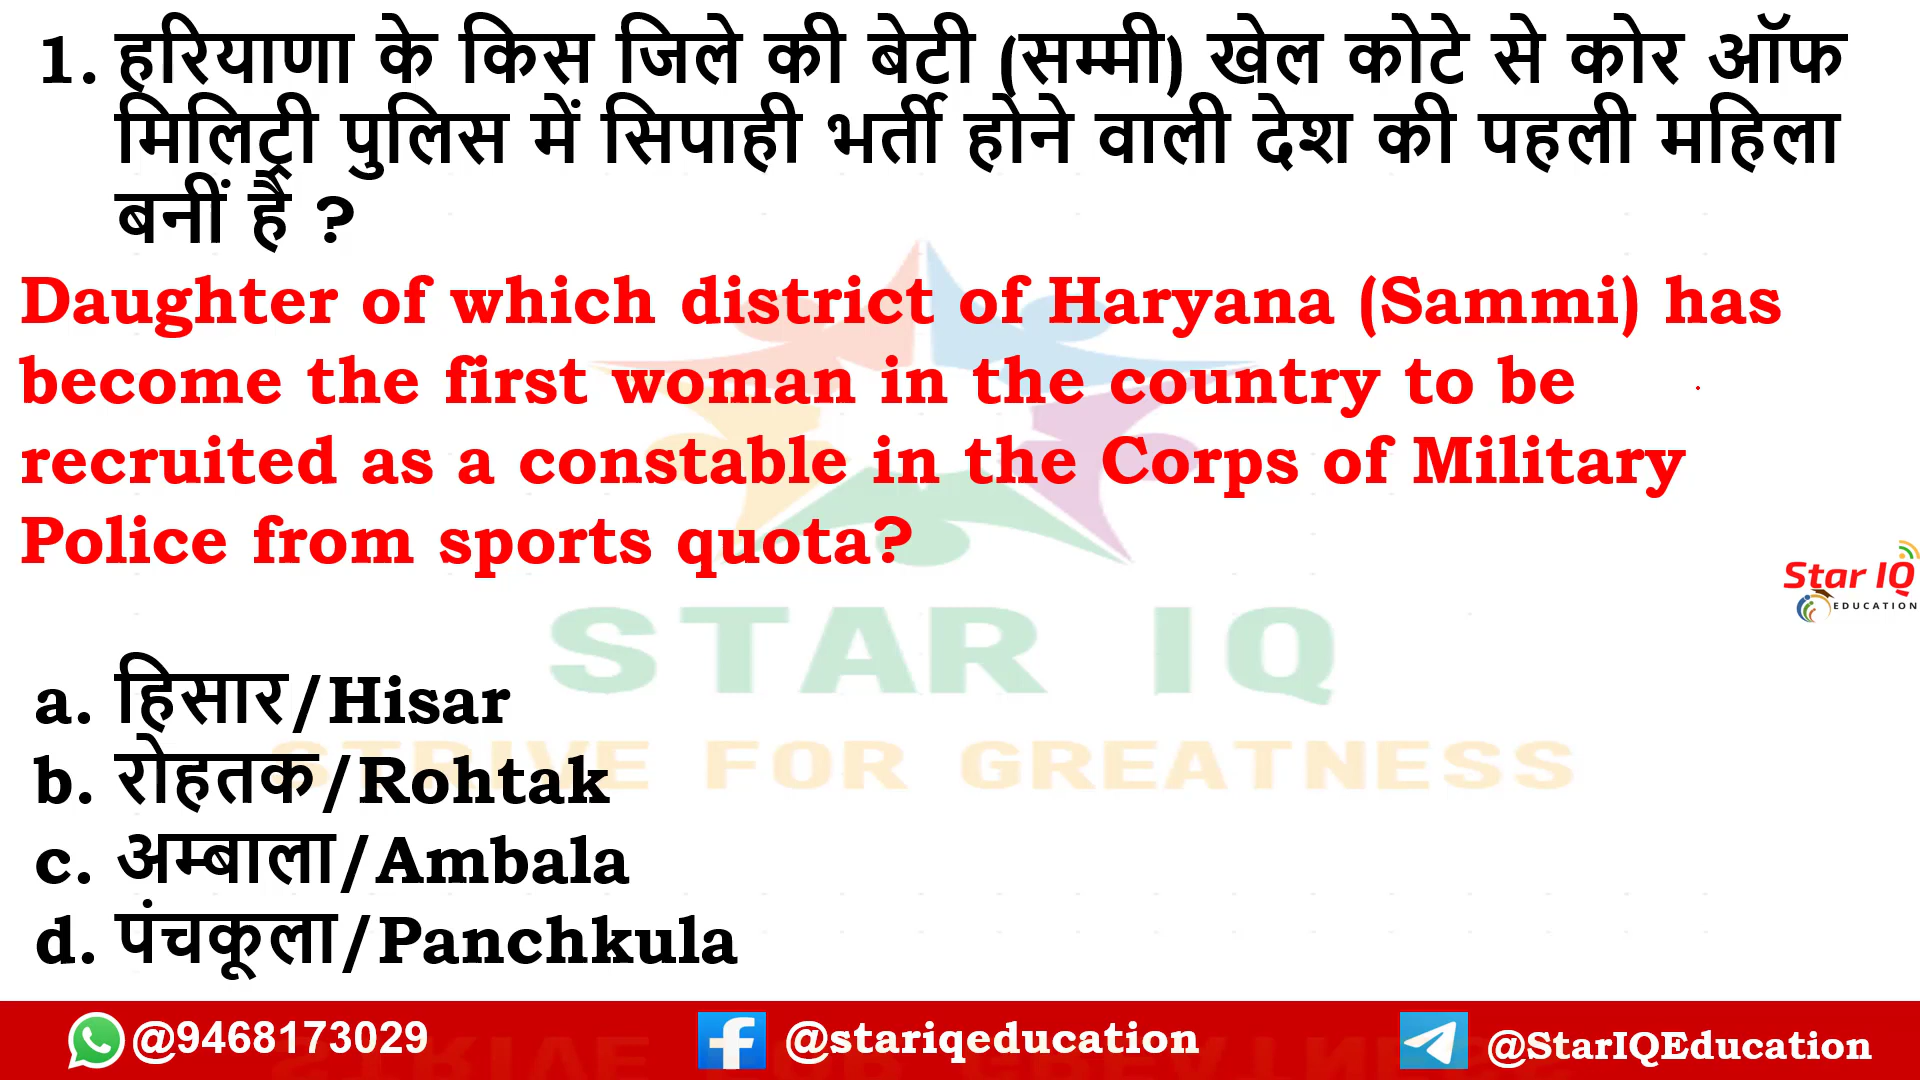 1. हरियाणा के किस जिले की बेटी (सम्मी) खेल कोटे से कोर ऑफ
मिलिट्री पुलिस में सिपाही भर्ती होने वाली देश की पहली महिला
बनीं है ?
Daughter of which district of Haryana (Sammi) has
become the first woman in the country to be
recruited as a constable in the Corps of Military
Police from sports quota?
Star IQ
EDUCATION
STAR IQ
STRIVE FOR GREATNESS
a. हिसार/Hisar
b. रोहतक/Rohtak
c. अम्बाला/Ambala
d. पंचकूला/Panchkula
@9468173029
@stariqeducation
@StarIQEducation